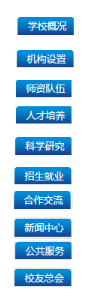 学校概况
机构设置
师资队伍
人才培养
科学研究
招生就业
合作交流
新闻中心
公共服务
校友总会